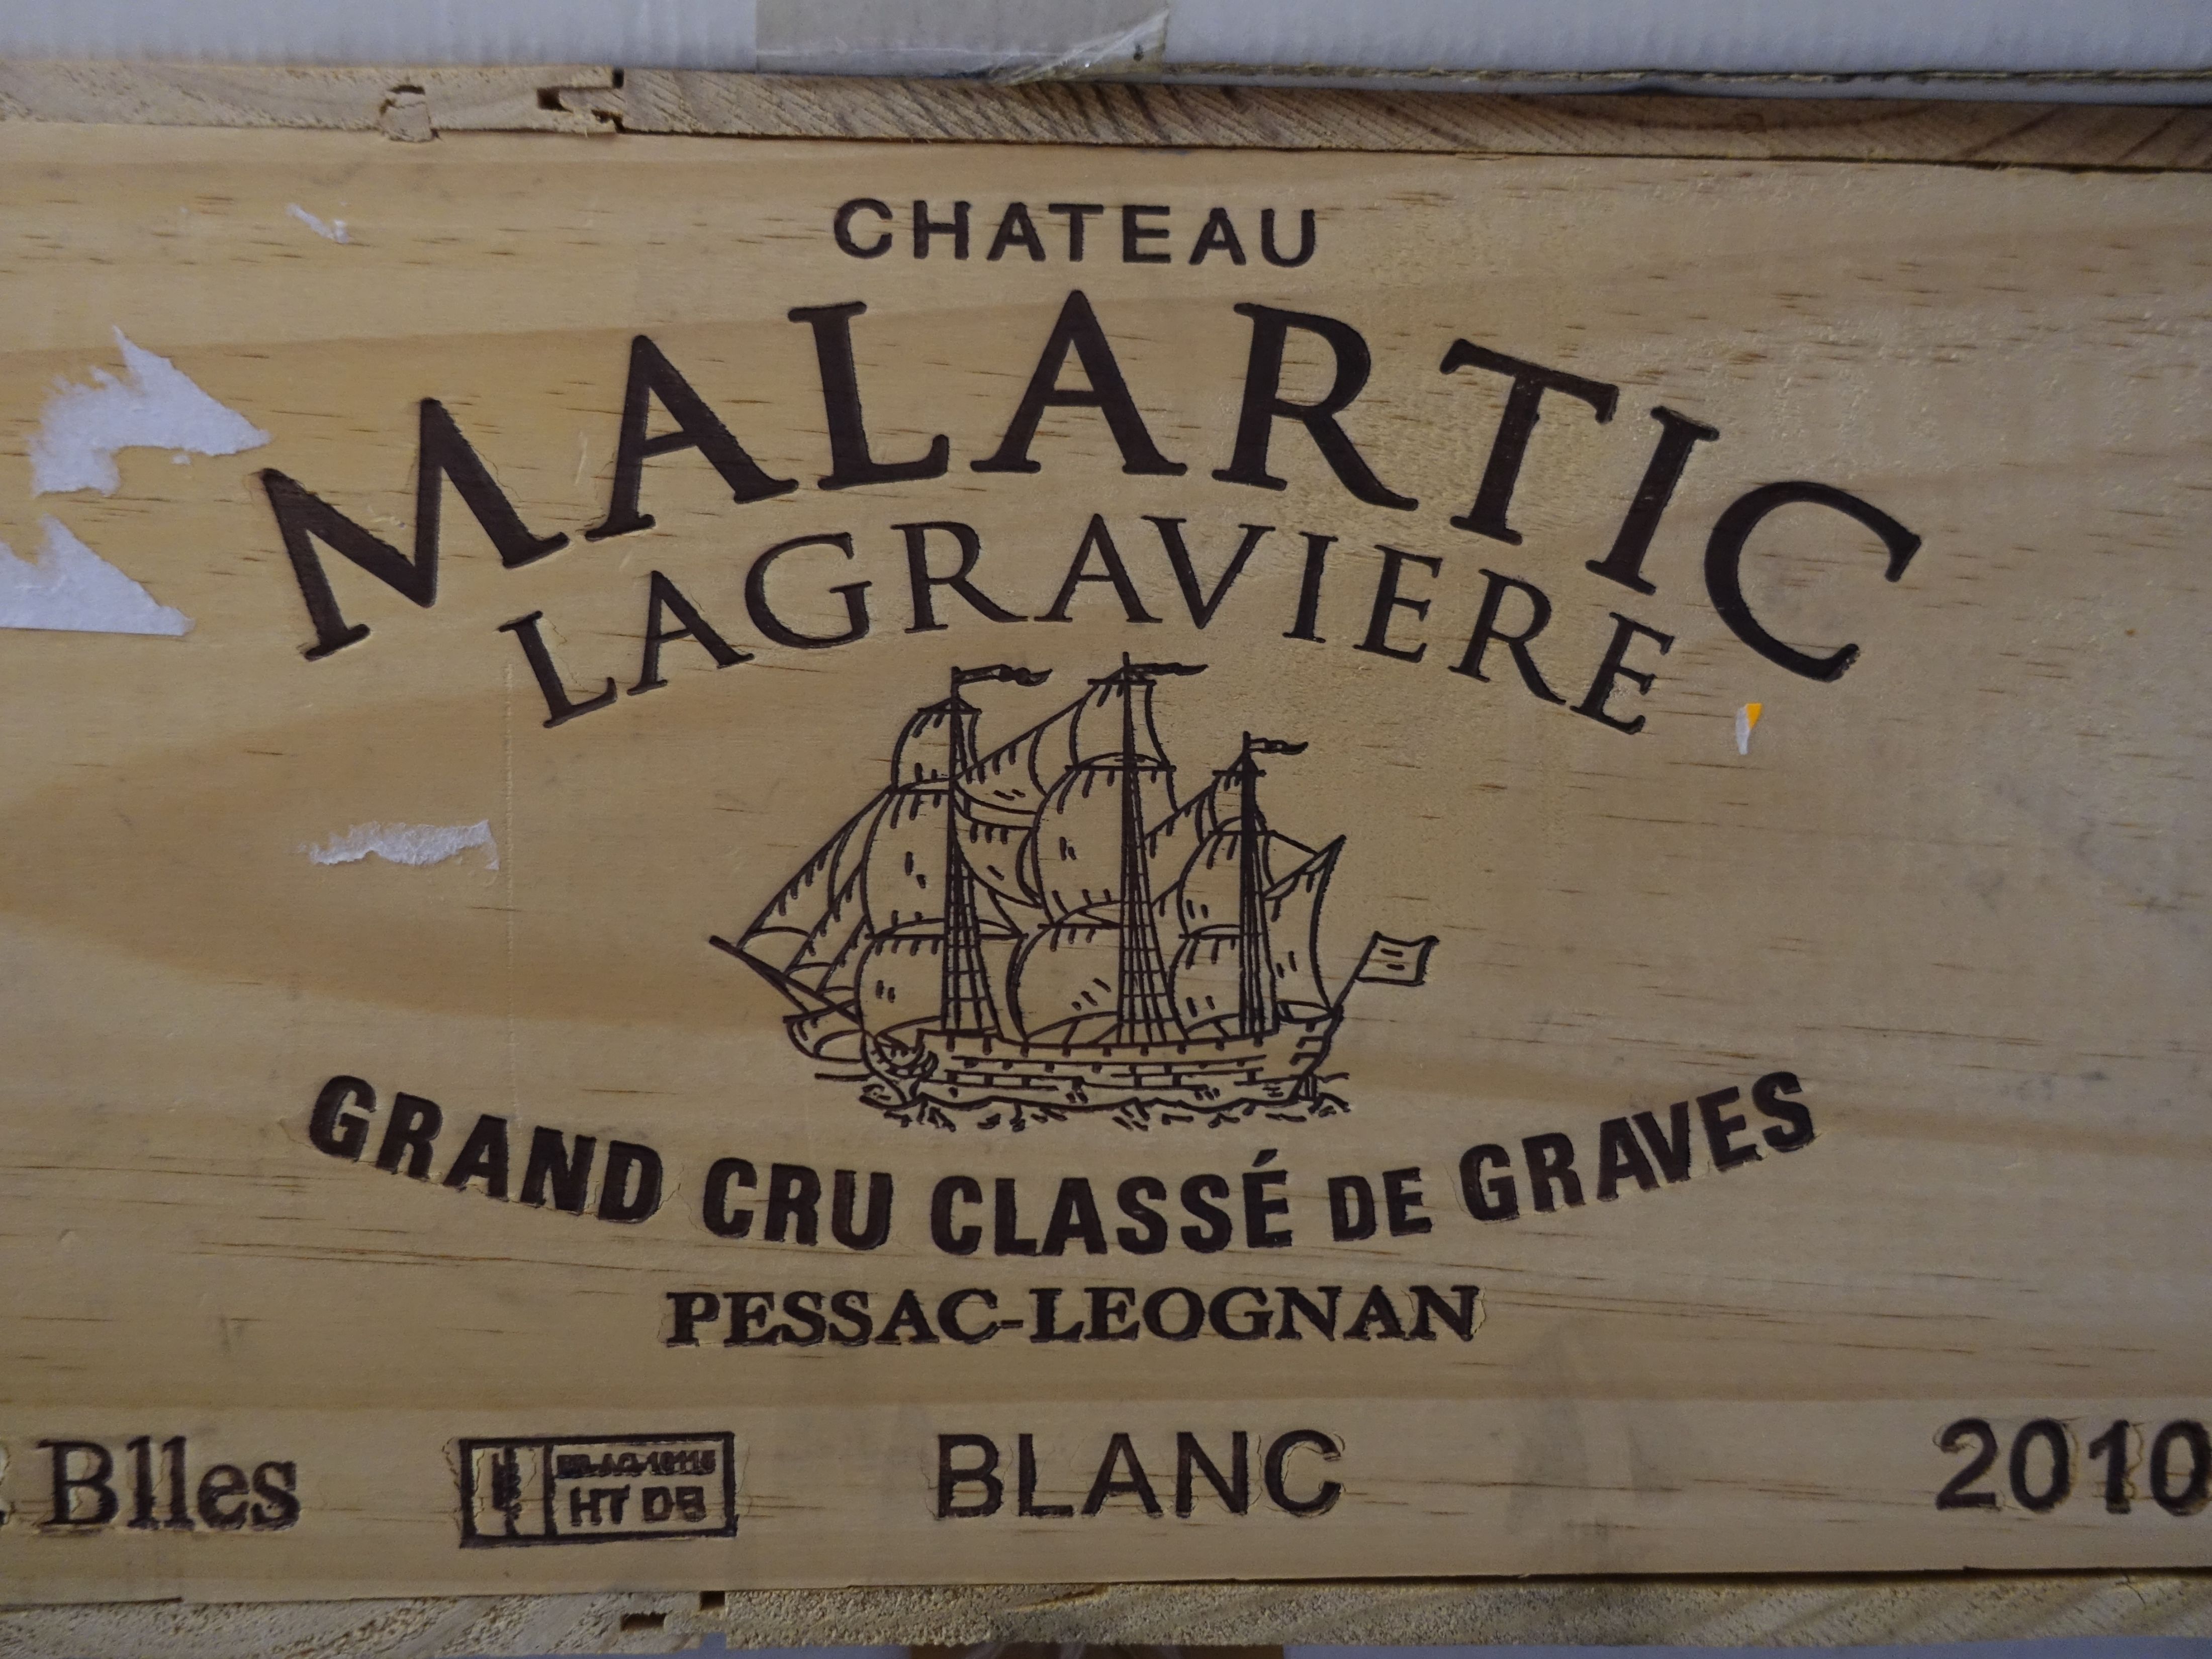 CHATEAU
MALARTIC
LAGRAVIERE
GRAND CRU CLASSÉ DE GRAVES
PESSAC-LEOGNAN
Blles
HT DB
BLANC
2010